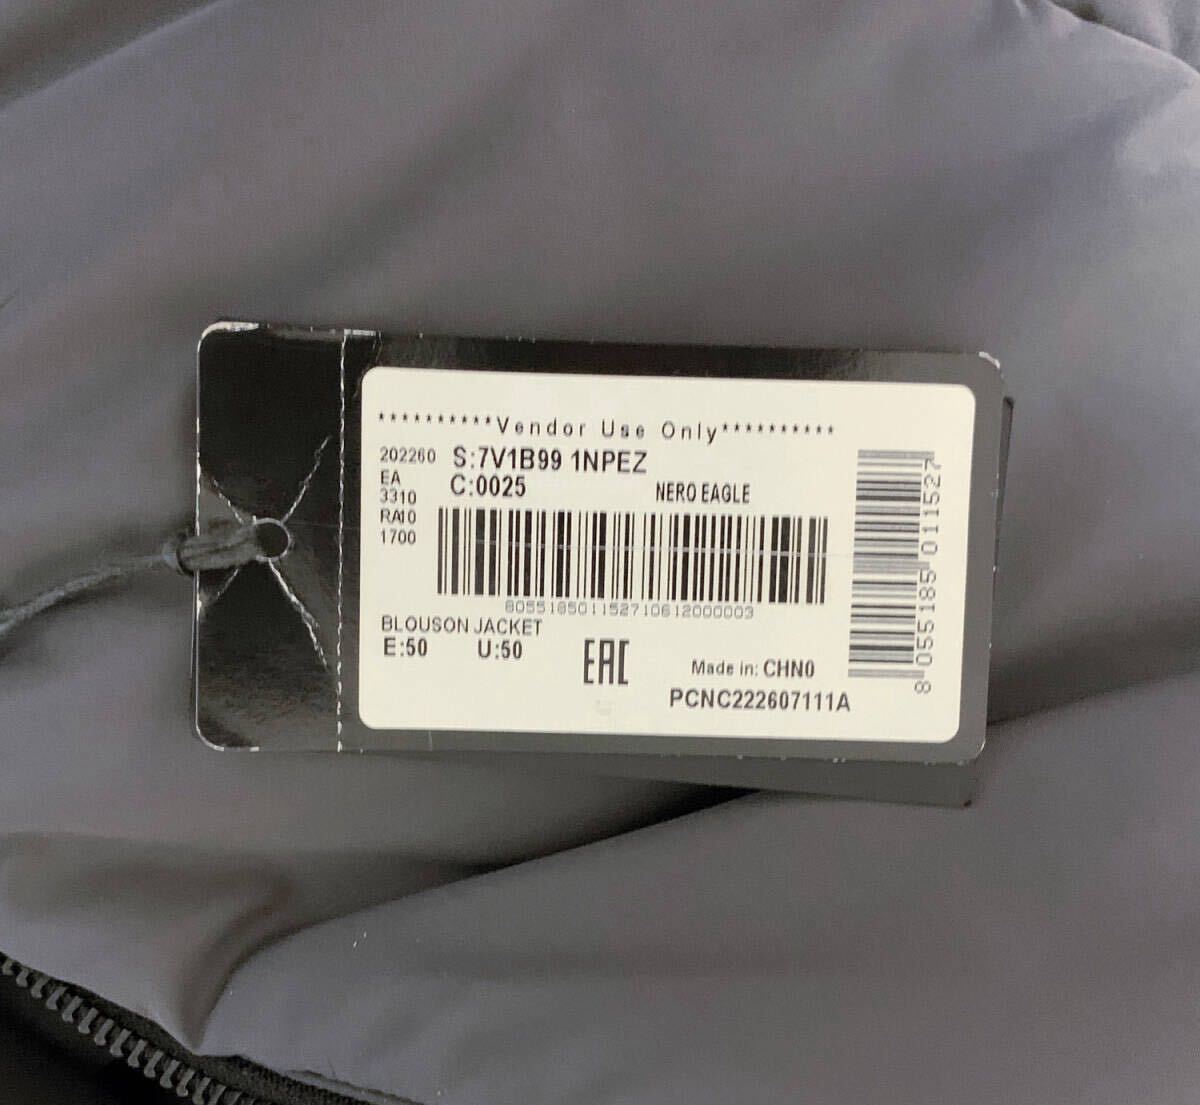 **********Vendor Use Only**********
202260 S:7V1B99 1NPEZ
EA C:0025 NERO EAGLE
3310
RA10
1700
805518501152710612000003
BLOUSON JACKET
E:50 U:50
EAC
Made in: CHN0
PCNC222607111A
8 055185 011527